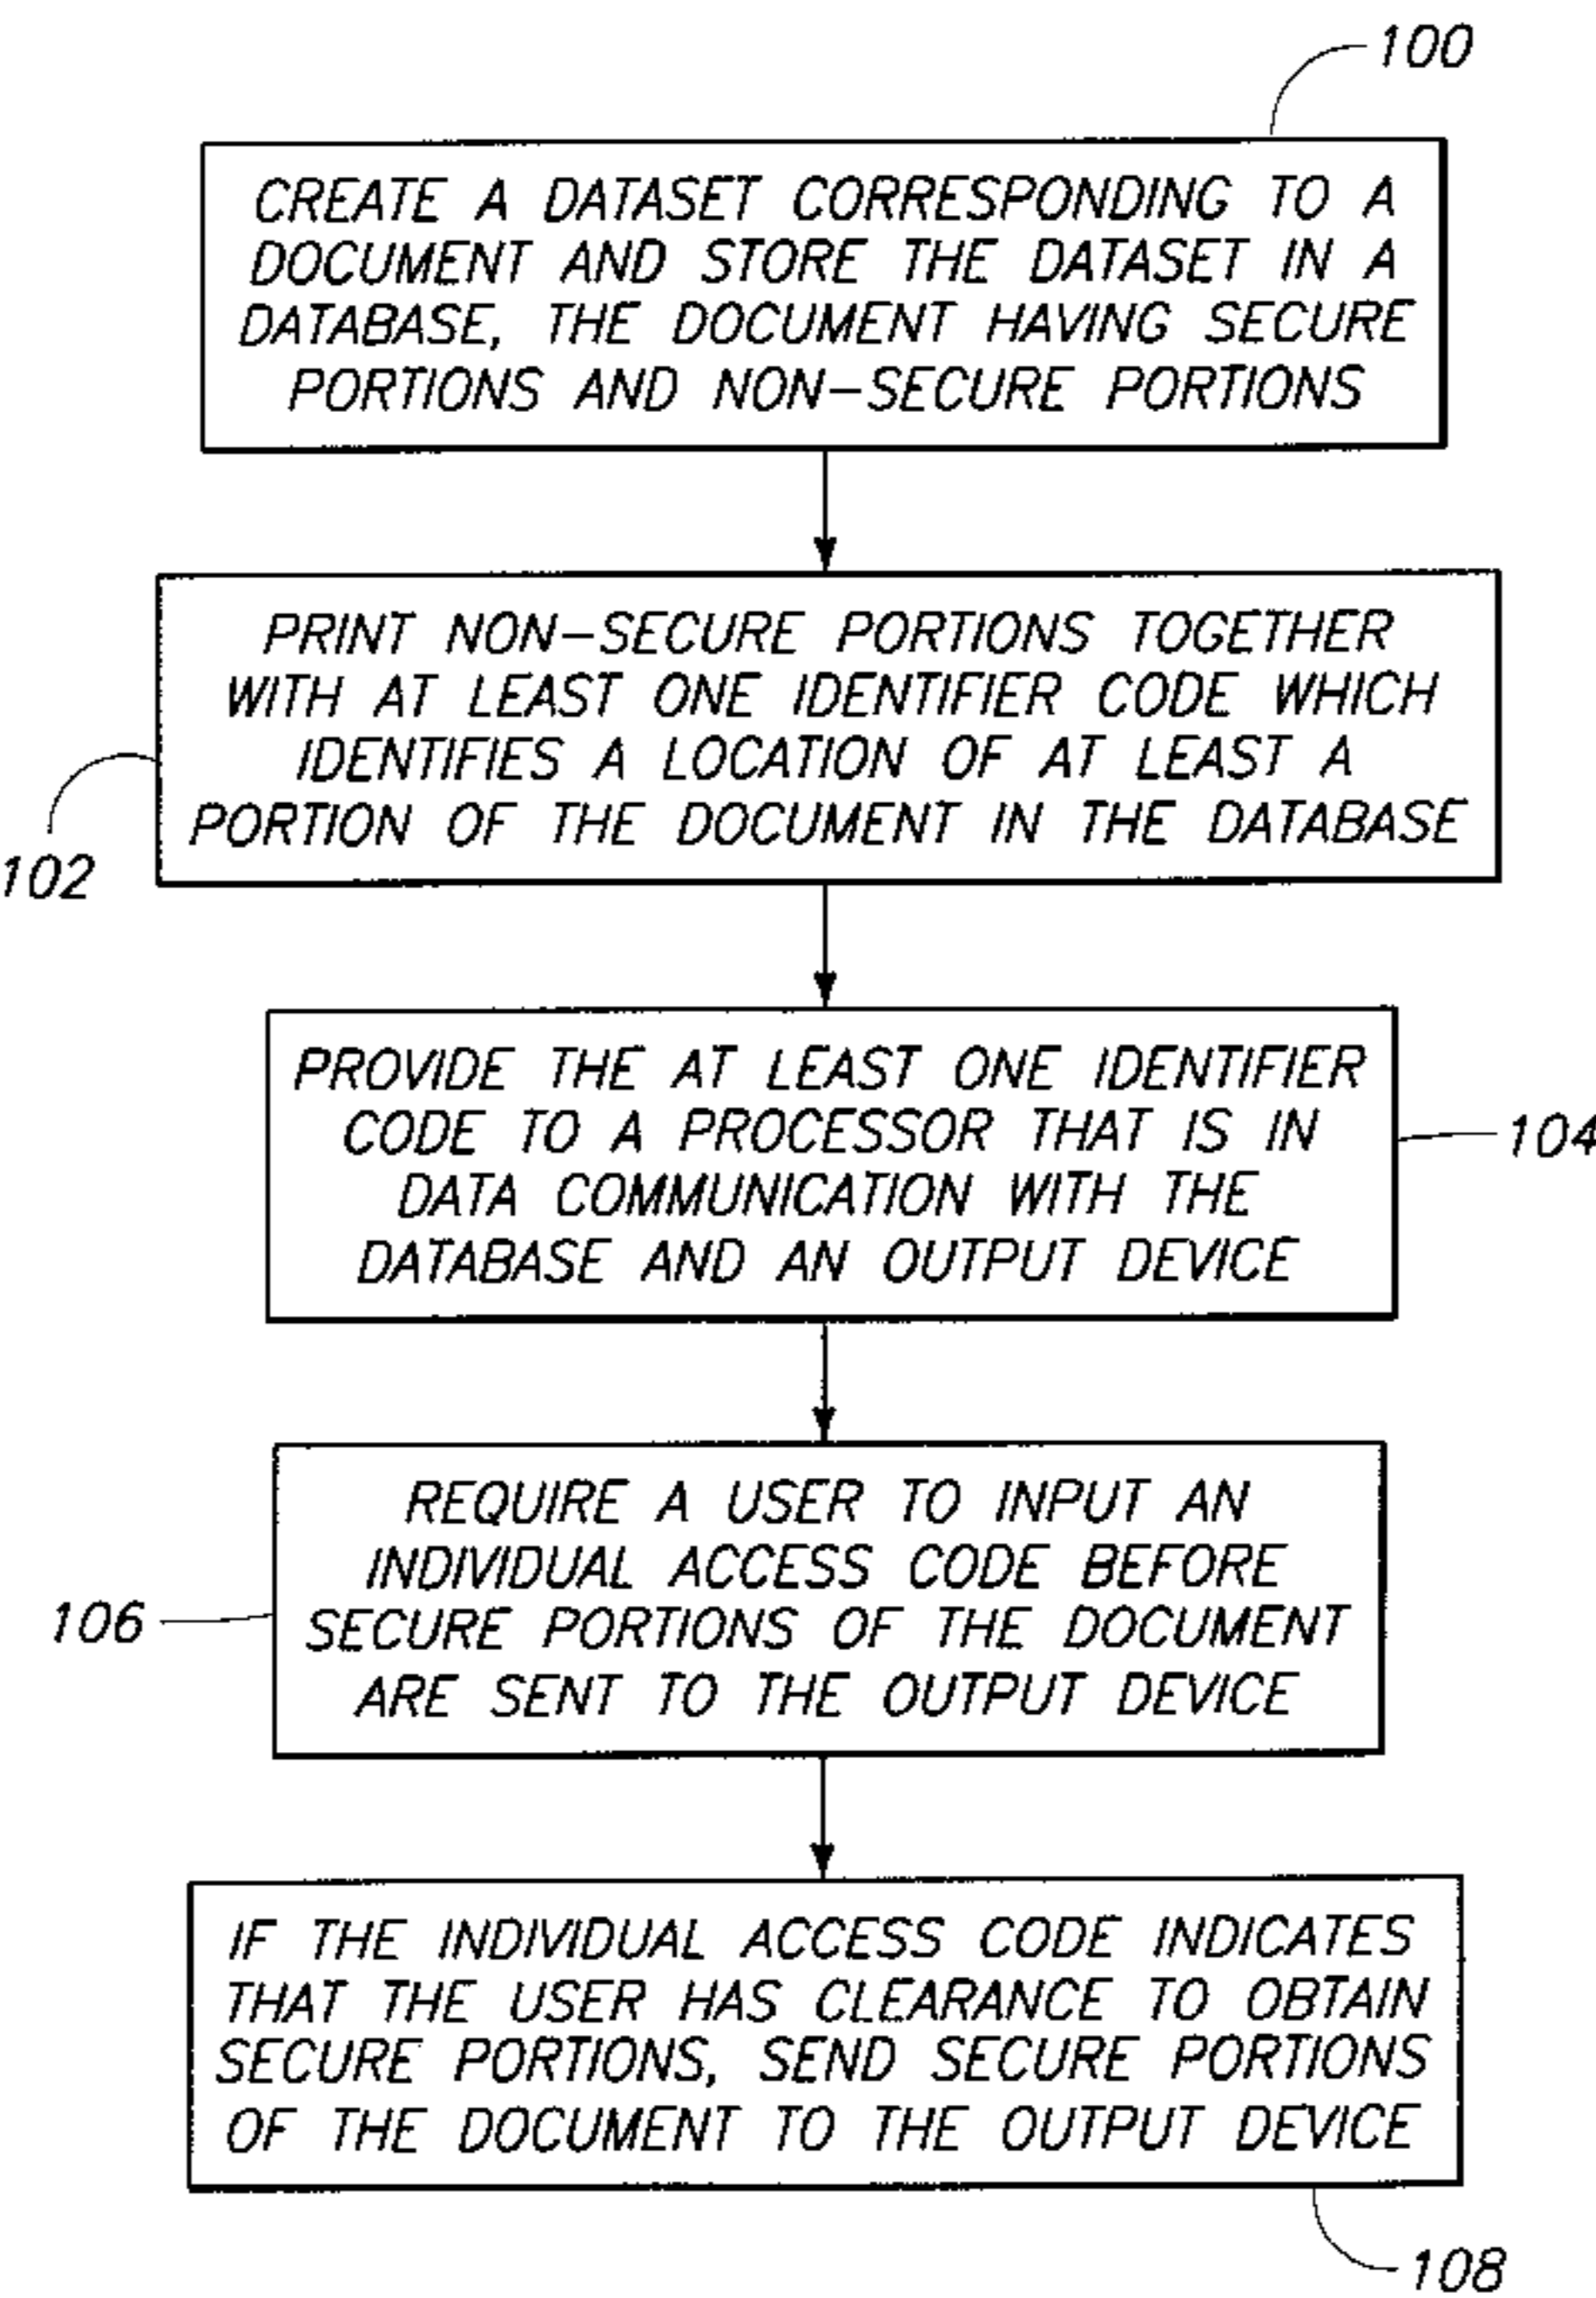 100
CREATE A DATASET CORRESPONDING TO A
DOCUMENT AND STORE THE DATASET IN A
DATABASE, THE DOCUMENT HAVING SECURE
PORTIONS AND NON-SECURE PORTIONS
PRINT NON-SECURE PORTIONS TOGETHER
WITH AT LEAST ONE IDENTIFIER CODE WHICH
IDENTIFIES A LOCATION OF AT LEAST A
PORTION OF THE DOCUMENT IN THE DATABASE
102
PROVIDE THE AT LEAST ONE IDENTIFIER
CODE TO A PROCESSOR THAT IS IN
DATA COMMUNICATION WITH THE
DATABASE AND AN OUTPUT DEVICE
104
REQUIRE A USER TO INPUT AN
INDIVIDUAL ACCESS CODE BEFORE
SECURE PORTIONS OF THE DOCUMENT
ARE SENT TO THE OUTPUT DEVICE
106
IF THE INDIVIDUAL ACCESS CODE INDICATES
THAT THE USER HAS CLEARANCE TO OBTAIN
SECURE PORTIONS, SEND SECURE PORTIONS
OF THE DOCUMENT TO THE OUTPUT DEVICE
108